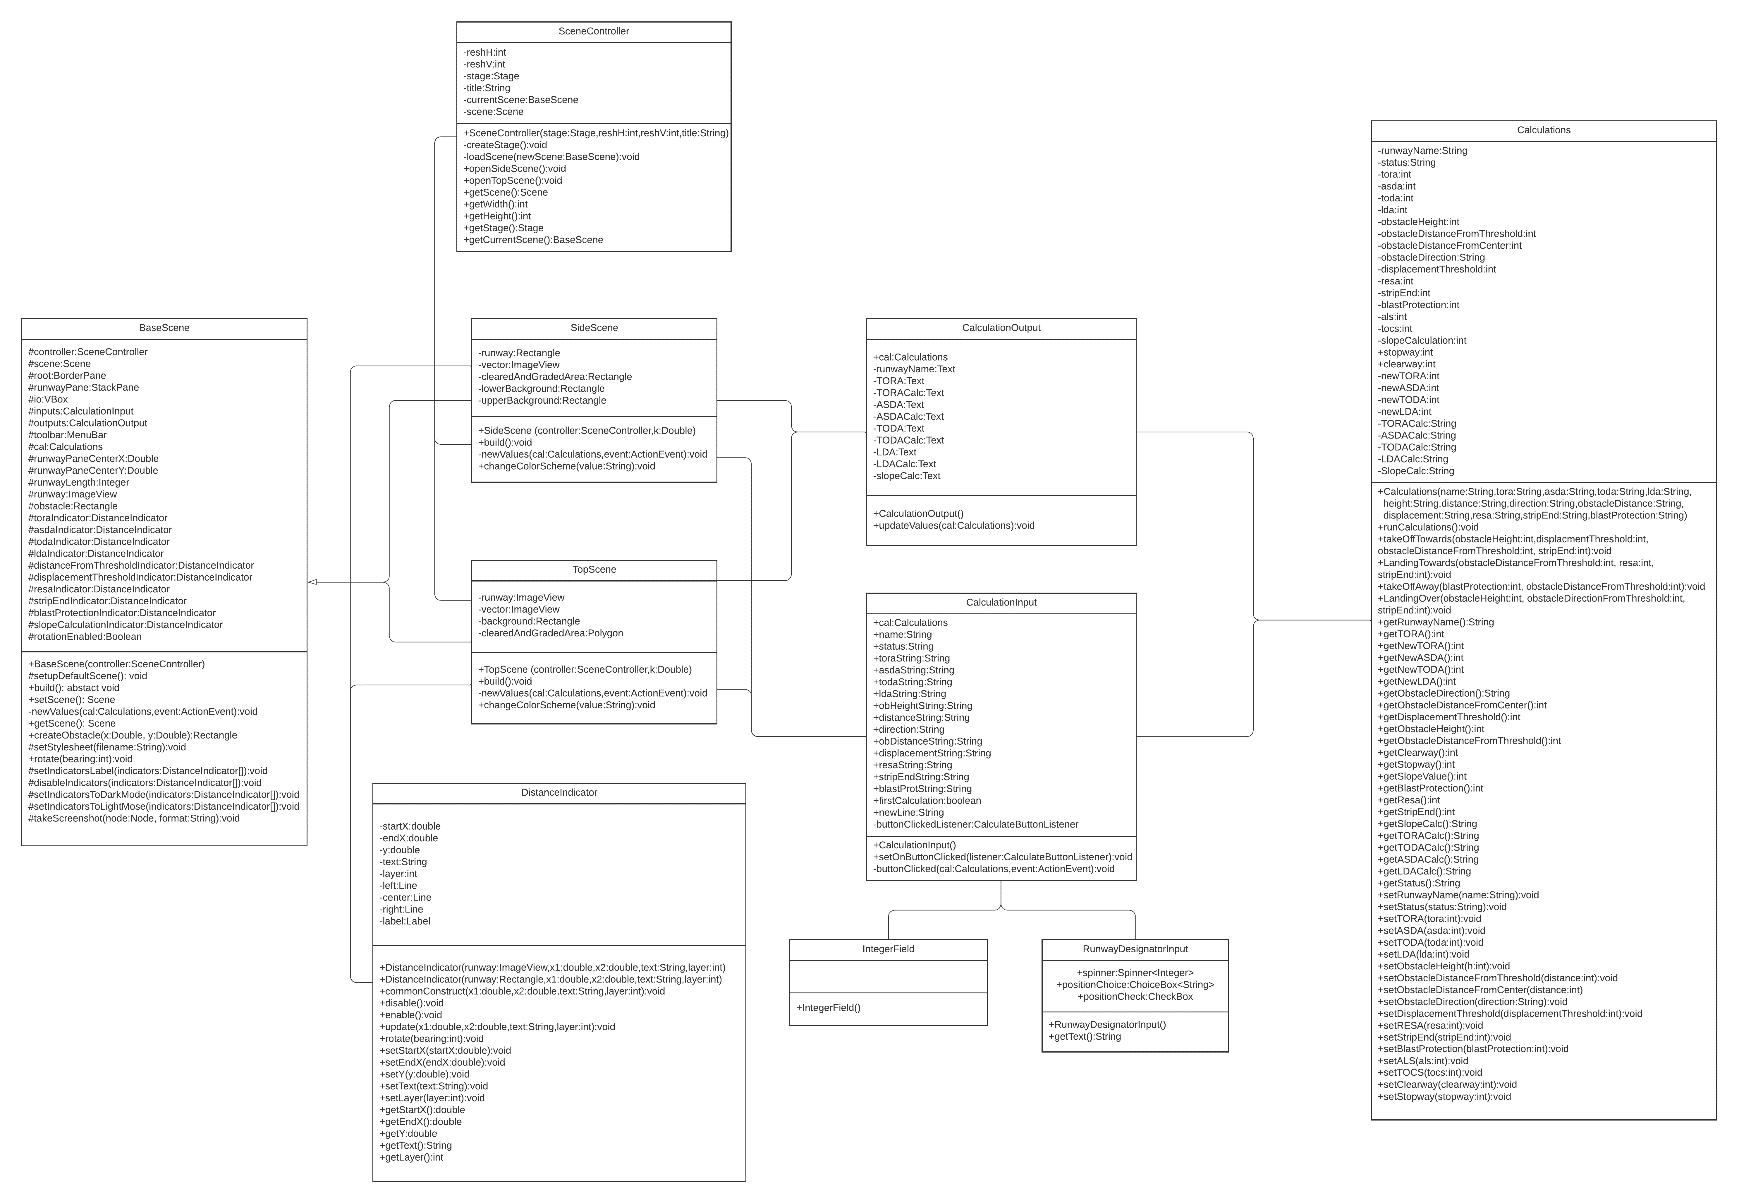 SceneController
-reshH:int
-reshV:int
-stage:Stage
-title:String
-currentScene:BaseScene
-scene:Scene
+SceneController(stage:Stage,reshH:int,reshV:int,title:String)
-createStage():void
-loadScene(newScene:BaseScene):void
+openSideScene():void
+openTopScene():void
+getScene():Scene
+getWidth():int
+getHeight():int
+getStage():Stage
+getCurrentScene():BaseScene
BaseScene
#controller:SceneController
#scene:Scene
#root:BorderPane
#runwayPane:StackPane
#io:VBox
#inputs:CalculationInput
#outputs:CalculationOutput
#toolbar:MenuBar
#cal:Calculations
#runwayPaneCenterX:Double
#runwayPaneCenterY:Double
#runwayLength:Integer
#runway:ImageView
#obstacle:Rectangle
#toraIndicator:DistanceIndicator
#asdaIndicator:DistanceIndicator
#todaIndicator:DistanceIndicator
#ldaIndicator:DistanceIndicator
#distanceFromThresholdIndicator:DistanceIndicator
#displacementThresholdIndicator:DistanceIndicator
#resaIndicator:DistanceIndicator
#stripEndIndicator:DistanceIndicator
#blastProtectionIndicator:DistanceIndicator
#slopeCalculationIndicator:DistanceIndicator
#rotationEnabled:Boolean
+BaseScene(controller:SceneController)
#setupDefaultScene(): void
+build(): abstact void
+setScene(): Scene
-newValues(cal:Calculations,event:ActionEvent):void
+getScene(): Scene
+createObstacle(x:Double, y:Double):Rectangle
#setStylesheet(filename:String):void
+rotate(bearing:int):void
#setIndicatorsLabel(indicators:DistanceIndicator[]):void
#disableIndicators(indicators:DistanceIndicator[]):void
#setIndicatorsToDarkMode(indicators:DistanceIndicator[]):void
#setIndicatorsToLightMose(indicators:DistanceIndicator[]):void
#takeScreenshot(node:Node, format:String):void
SideScene
-runway:Rectangle
-vector:ImageView
-clearedAndGradedArea:Rectangle
-lowerBackground:Rectangle
-upperBackground:Rectangle
+SideScene (controller:SceneController,k:Double)
+build():void
-newValues(cal:Calculations,event:ActionEvent):void
+changeColorScheme(value:String):void
TopScene
-runway:ImageView
-vector:ImageView
-background:Rectangle
-clearedAndGradedArea:Polygon
+TopScene (controller:SceneController,k:Double)
+build():void
-newValues(cal:Calculations,event:ActionEvent):void
+changeColorScheme(value:String):void
DistanceIndicator
-startX:double
-endX:double
-y:double
-text:String
-layer:int
-left:Line
-center:Line
-right:Line
-label:Label
+DistanceIndicator(runway:ImageView,x1:double,x2:double,text:String,layer:int)
+DistanceIndicator(runway:Rectangle,x1:double,x2:double,text:String,layer:int)
+commonConstruct(x1:double,x2:double,text:String,layer:int):void
+disable():void
+enable():void
+update(x1:double,x2:double,text:String,layer:int):void
+rotate(bearing:int):void
+setStartX(startX:double):void
+setEndX(endX:double):void
+setY(y:double):void
+setText(text:String):void
+setLayer(layer:int):void
+getStartX():double
+getEndX():double
+getY:double
+getText():String
+getLayer():int
CalculationOutput
+cal:Calculations
-runwayName:Text
-TORA:Text
-TORACalc:Text
-ASDA:Text
-ASDACalc:Text
-TODA:Text
-TODACalc:Text
-LDA:Text
-LDACalc:Text
-slopeCalc:Text
+CalculationOutput()
+updateValues(cal:Calculations):void
CalculationInput
+cal:Calculations
+name:String
+status:String
+toraString:String
+asdaString:String
+todaString:String
+ldaString:String
+obHeightString:String
+distanceString:String
+direction:String
+obDistanceString:String
+displacementString:String
+resaString:String
+stripEndString:String
+blastProtString:String
+firstCalculation:boolean
+newLine:String
-buttonClickedListener:CalculateButtonListener
+CalculationInput()
+setOnButtonClicked(listener:CalculateButtonListener):void
-buttonClicked(cal:Calculations,event:ActionEvent):void
IntegerField
+IntegerField()
RunwayDesignatorInput
+spinner:Spinner<Integer>
+positionChoice:ChoiceBox<String>
+positionCheck:CheckBox
+RunwayDesignatorInput()
+getText():String
Calculations
-runwayName:String
-status:String
-tora:int
-asda:int
-toda:int
-lda:int
-obstacleHeight:int
-obstacleDistanceFromThreshold:int
-obstacleDistanceFromCenter:int
-obstacleDirection:String
-displacementThreshold:int
-resa:int
-stripEnd:int
-blastProtection:int
-als:int
-tocs:int
-slopeCalculation:int
+stopway:int
+clearway:int
-newTORA:int
-newASDA:int
-newTODA:int
-newLDA:int
-TORACalc:String
-ASDACalc:String
-TODACalc:String
-LDACalc:String
-SlopeCalc:String
+Calculations(name:String,tora:String,asda:String,toda:String,lda:String,
height:String,distance:String,direction:String,obstacleDistance:String,
displacement:String,resa:String,stripEnd:String,blastProtection:String)
+runCalculations():void
+takeOffTowards(obstacleHeight:int,displacmentThreshold:int,
obstacleDistanceFromThreshold:int, stripEnd:int):void
+LandingTowards(obstacleDistanceFromThreshold:int, resa:int,
stripEnd:int):void
+takeOffAway(blastProtection:int, obstacleDistanceFromThreshold:int):void
+LandingOver(obstacleHeight:int, obstacleDirectionFromThreshold:int,
stripEnd:int):void
+getRunwayName():String
+getTORA():int
+getNewTORA():int
+getNewASDA():int
+getNewTODA():int
+getNewLDA():int
+getObstacleDirection():String
+getObstacleDistanceFromCenter():int
+getDisplacementThreshold():int
+getObstacleHeight():int
+getObstacleDistanceFromThreshold():int
+getClearway():int
+getStopway():int
+getSlopeValue():int
+getBlastProtection():int
+getResa():int
+getStripEnd():int
+getSlopeCalc():String
+getTORACalc():String
+getTODACalc():String
+getASDACalc():String
+getLDACalc():String
+getStatus():String
+setRunwayName(name:String):void
+setStatus(status:String):void
+setTORA(tora:int):void
+setASDA(asda:int):void
+setTODA(toda:int):void
+setLDA(lda:int):void
+setObstacleHeight(h:int):void
+setObstacleDistanceFromThreshold(distance:int):void
+setObstacleDistanceFromCenter(distance:int)
+setObstacleDirection(direction:String):void
+setDisplacementThreshold(displacementThreshold:int):void
+setRESA(resa:int):void
+setStripEnd(stripEnd:int):void
+setBlastProtection(blastProtection:int):void
+setALS(als:int):void
+setTOCS(tocs:int):void
+setClearway(clearway:int):void
+setStopway(stopway:int):void